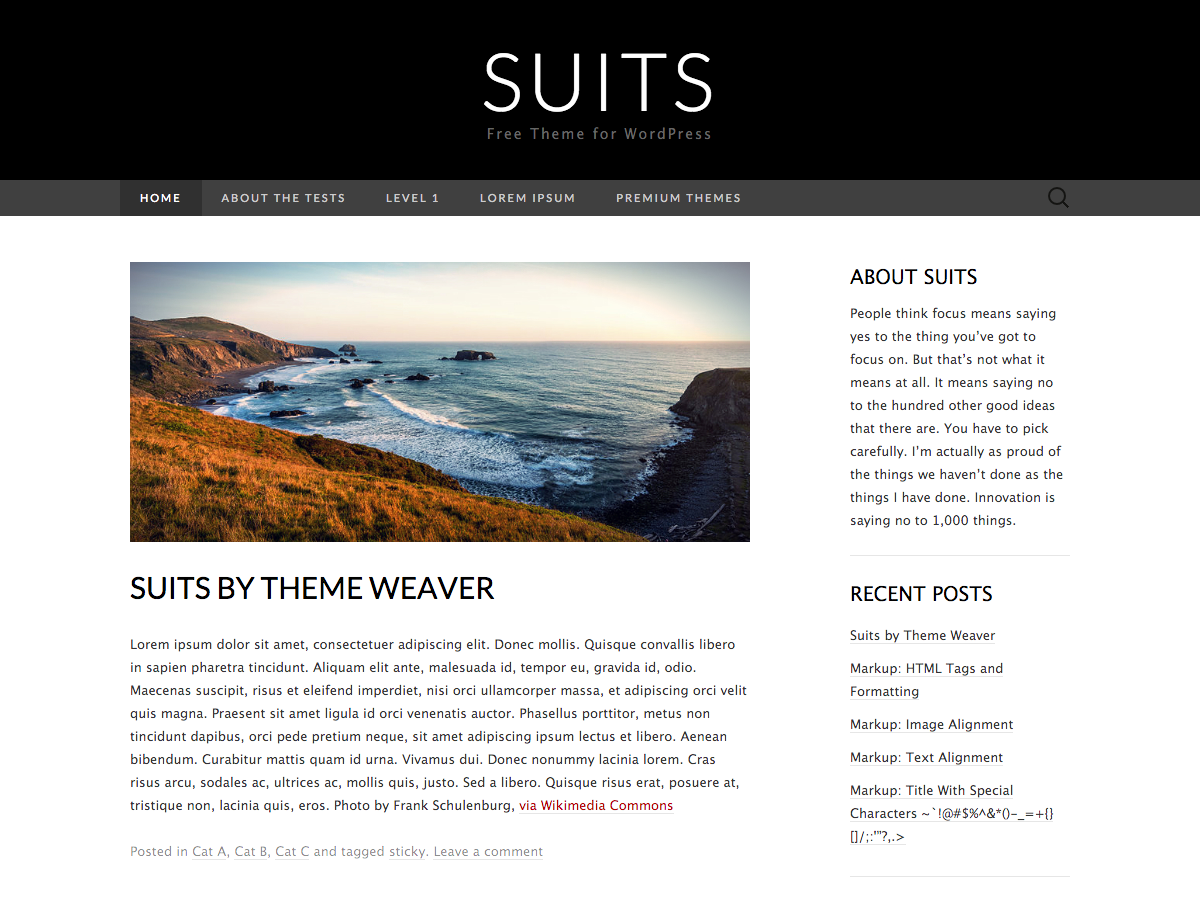 SUITS
Free Theme for WordPress
HOME ABOUT THE TESTS LEVEL 1 LOREM IPSUM PREMIUM THEMES
SUITS BY THEME WEAVER
Lorem ipsum dolor sit amet, consectetuer adipiscing elit. Donec mollis. Quisque convallis libero
in sapien pharetra tincidunt. Aliquam elit ante, malesuada id, tempor eu, gravida id, odio.
Maecenas suscipit, risus et eleifend imperdiet, nisi orci ullamcorper massa, et adipiscing orci velit
quis magna. Praesent sit amet ligula id orci venenatis auctor. Phasellus porttitor, metus non
tincidunt dapibus, orci pede pretium neque, sit amet adipiscing ipsum lectus et libero. Aenean
bibendum. Curabitur mattis quam id urna. Vivamus dui. Donec nonummy lacinia lorem. Cras
risus arcu, sodales ac, ultrices ac, mollis quis, justo. Sed a libero. Quisque risus erat, posuere at,
tristique non, lacinia quis, eros. Photo by Frank Schulenburg, via Wikimedia Commons
Posted in Cat A, Cat B, Cat C and tagged sticky. Leave a comment
ABOUT SUITS
People think focus means saying
yes to the thing you’ve got to
focus on. But that’s not what it
means at all. It means saying no
to the hundred other good ideas
that there are. You have to pick
carefully. I'm actually as proud of
the things we haven't done as the
things I have done. Innovation is
saying no to 1,000 things.
RECENT POSTS
Suits by Theme Weaver
Markup: HTML Tags and
Formatting
Markup: Image Alignment
Markup: Text Alignment
Markup: Title With Special
Characters ~`!@#$%^&*()-_=+{}
[]/;:'"?,.>